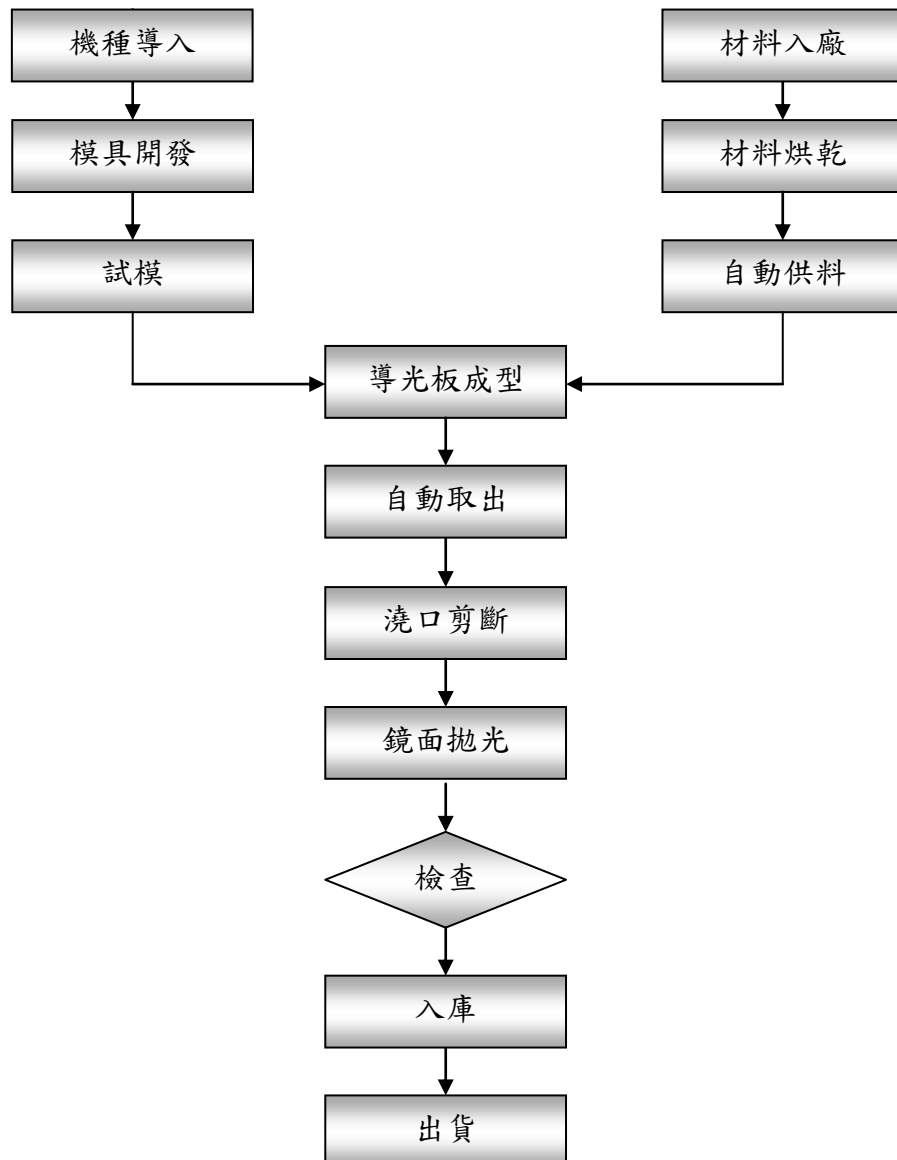 機種導入
材料入廠
模具開發
材料烘乾
試模
自動供料
導光板成型
自動取出
澆口剪斷
鏡面拋光
檢查
入庫
出貨